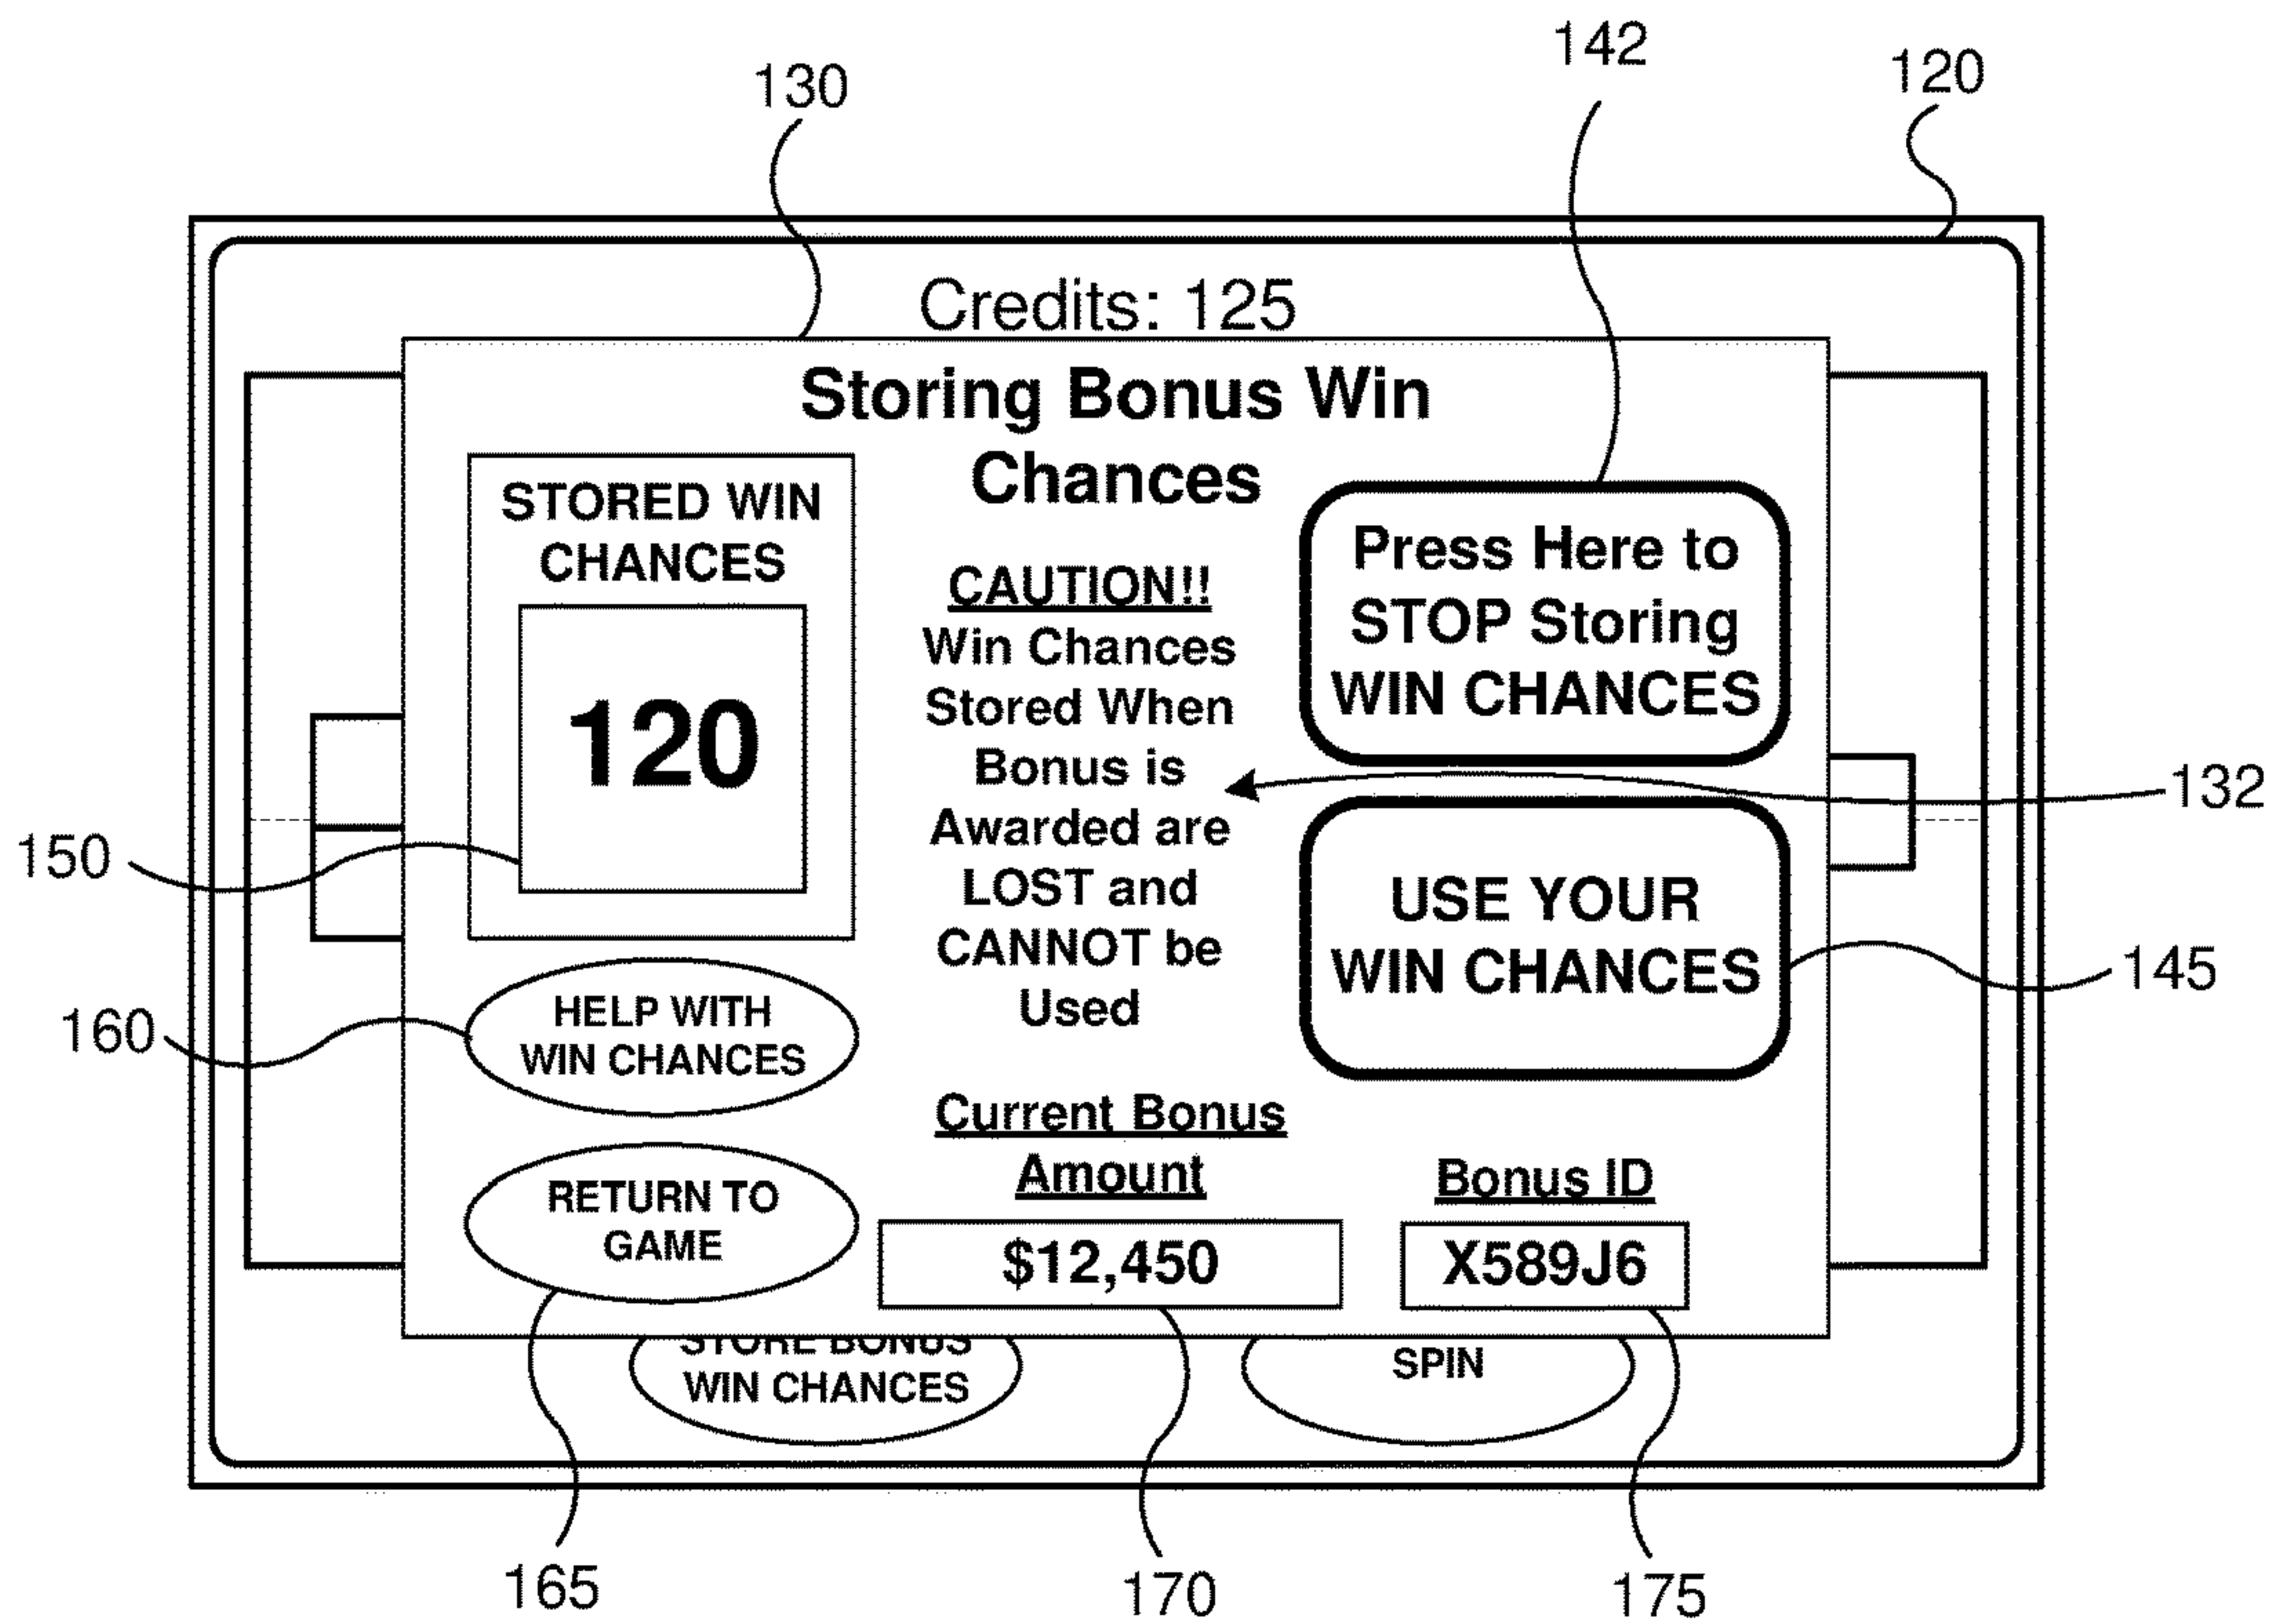 142
130
120
Credits: 125
Storing Bonus Win
Chances
STORED WIN
CHANCES
120
CAUTION!!
Win Chances
Stored When
Bonus is
Awarded are
LOST and
CANNOT be
Used
Press Here to
STOP Storing
WIN CHANCES
132
USE YOUR
WIN CHANCES
145
150
160
HELP WITH
WIN CHANCES
RETURN TO
GAME
Current Bonus
Amount
$12,450
Bonus ID
X589J6
STORE BONUS
WIN CHANCES
SPIN
165
170
175